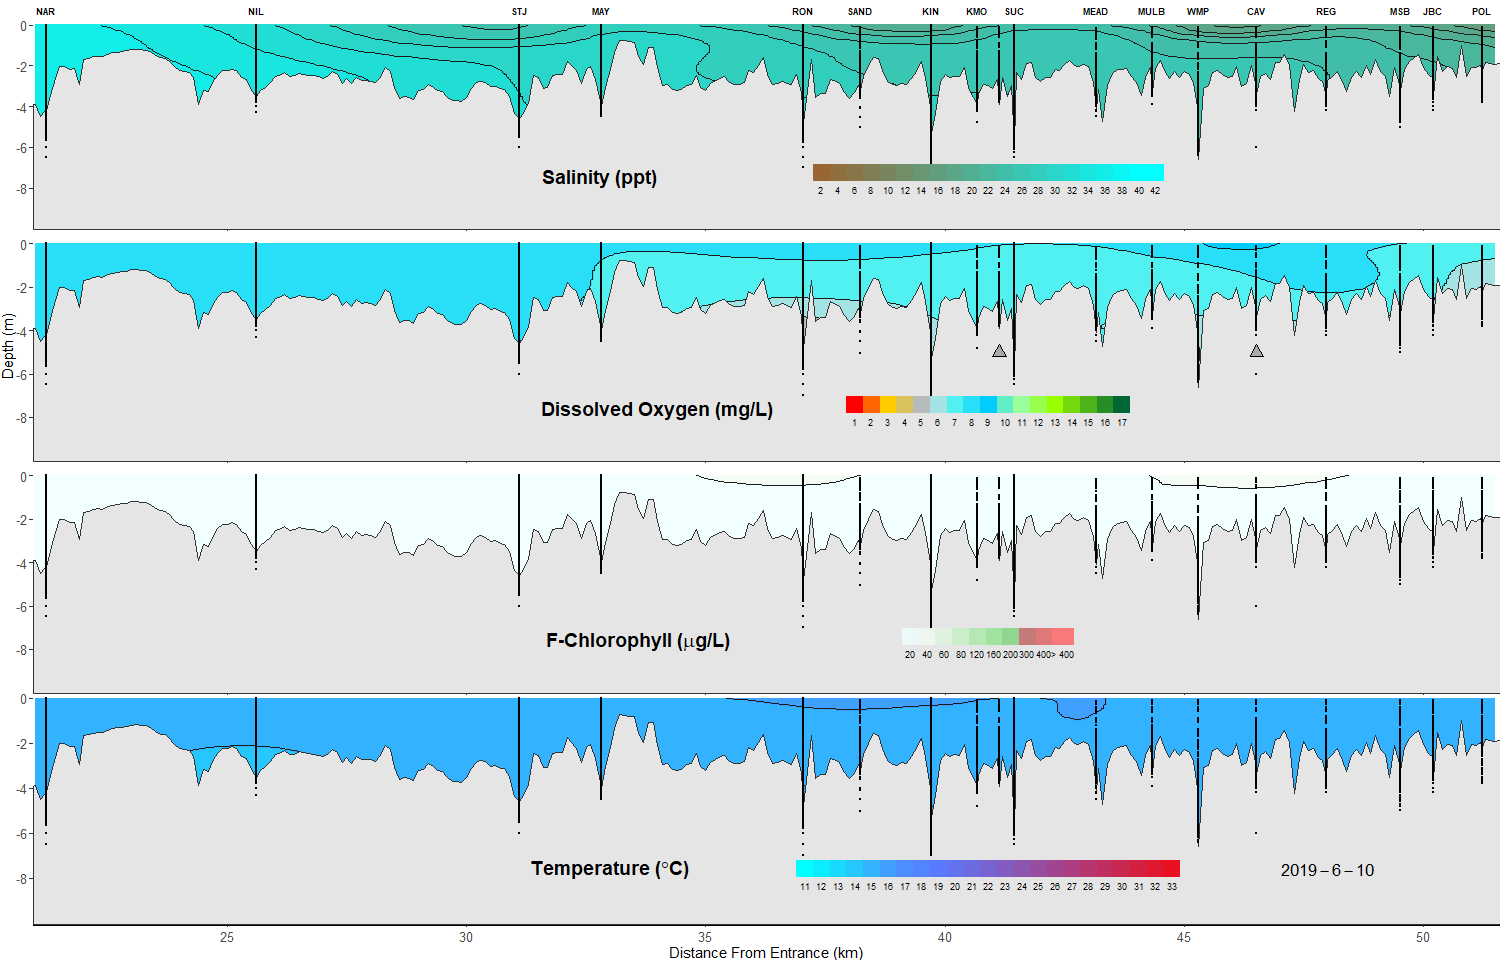 NAR NIL STJ MAY RON SAND KIN KMO SUC MEAD MULB WMP CAV REG MSB JBC POL
0
-2
-4
-6
-8
Salinity (ppt)
2 4 6 8 10 12 14 16 18 20 22 24 26 28 30 32 34 36 38 40 42
0
-2
-4
-6
-8
Depth (m)
Dissolved Oxygen (mg/L)
1 2 3 4 5 6 7 8 9 10 11 12 13 14 15 16 17
0
-2
-4
-6
-8
F-Chlorophyll (μg/L)
20 40 60 80 120 160 200 300 400 > 400
0
-2
-4
-6
-8
Temperature (°C)
11 12 13 14 15 16 17 18 19 20 21 22 23 24 25 26 27 28 29 30 31 32 33
2019 – 6 – 10
25 30 35 40 45 50
Distance From Entrance (km)